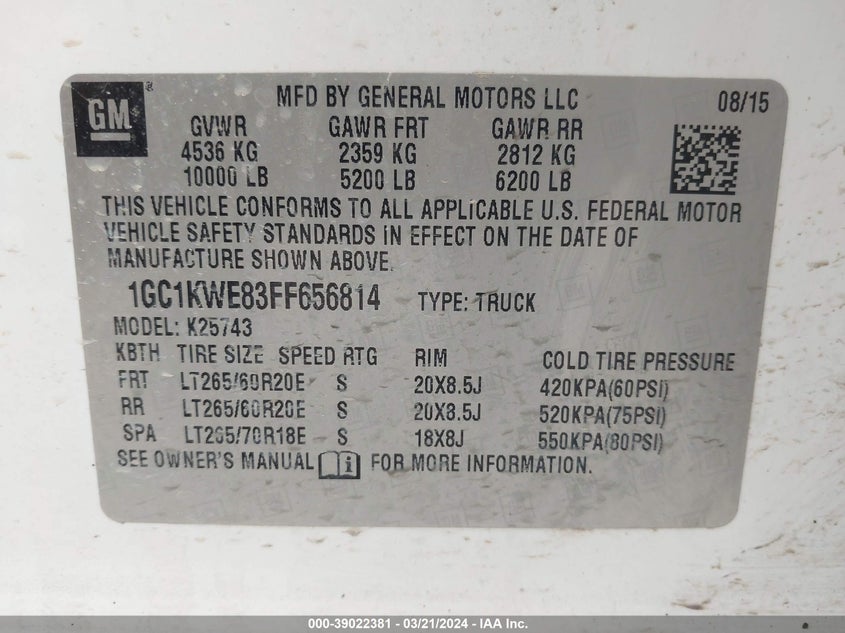 GM
MFD BY GENERAL MOTORS LLC 08/15
GVWR GAWR FRT GAWR RR
4536 KG 2359 KG 2812 KG
10000 LB 5200 LB 6200 LB
THIS VEHICLE CONFORMS TO ALL APPLICABLE U.S. FEDERAL MOTOR
VEHICLE SAFETY STANDARDS IN EFFECT ON THE DATE OF
MANUFACTURE SHOWN ABOVE.
1GC1KWE83FF656814 TYPE: TRUCK
MODEL: K25743
KBTH TIRE SIZE SPEED RTG RIM COLD TIRE PRESSURE
FRT LT265/60R20E S 20X8.5J 420KPA(60PSI)
RR LT265/60R20E S 20X8.5J 520KPA(75PSI)
SPA LT265/70R18E S 18X8J 550KPA(80PSI)
SEE OWNER'S MANUAL FOR MORE INFORMATION.
000-39022381 - 03/21/2024 - IAA Inc.